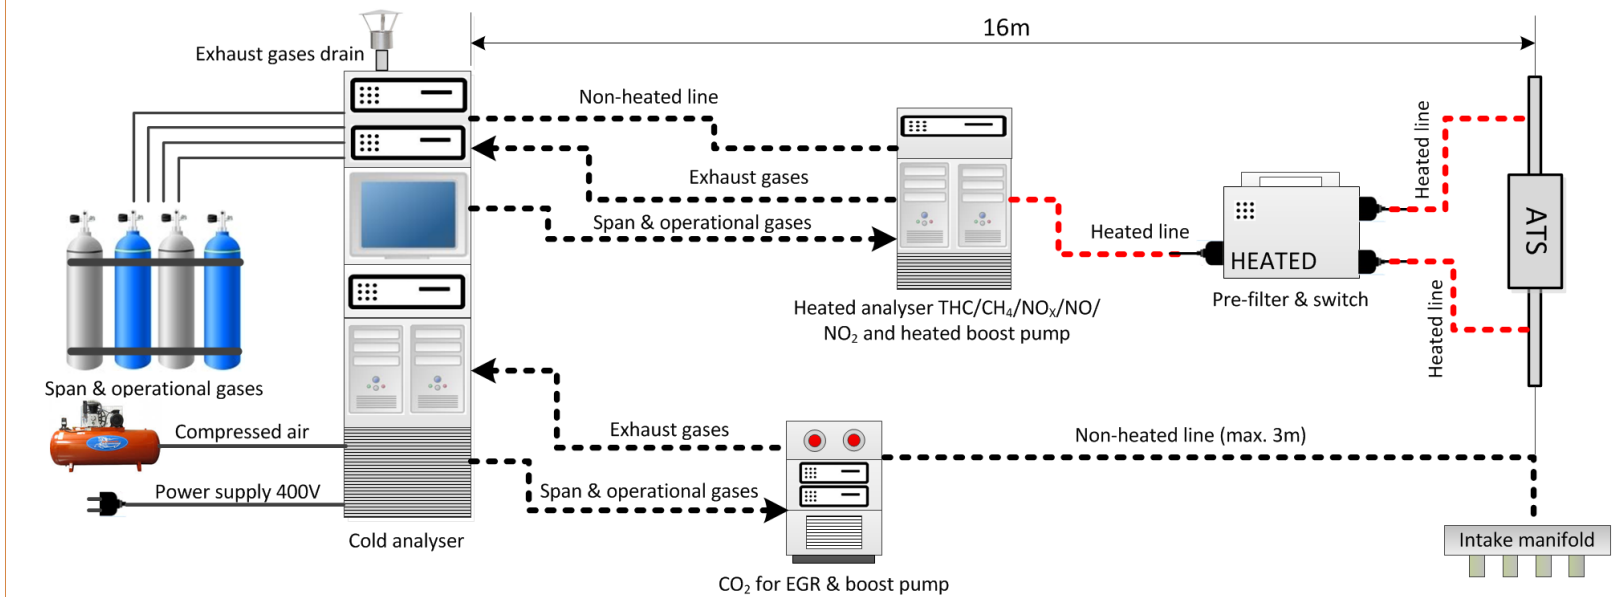 16m
Exhaust gases drain
Non-heated line
Heated line
Exhaust gases
Span & operational gases
Heated line
ATS
HEATED
Pre-filter & switch
Heated analyser THC/CH₄/NOₓ/NO/
NO₂ and heated boost pump
Heated line
Span & operational gases
Compressed air
Exhaust gases
Non-heated line (max. 3m)
Power supply 400V
Span & operational gases
Cold analyser
Intake manifold
CO₂ for EGR & boost pump